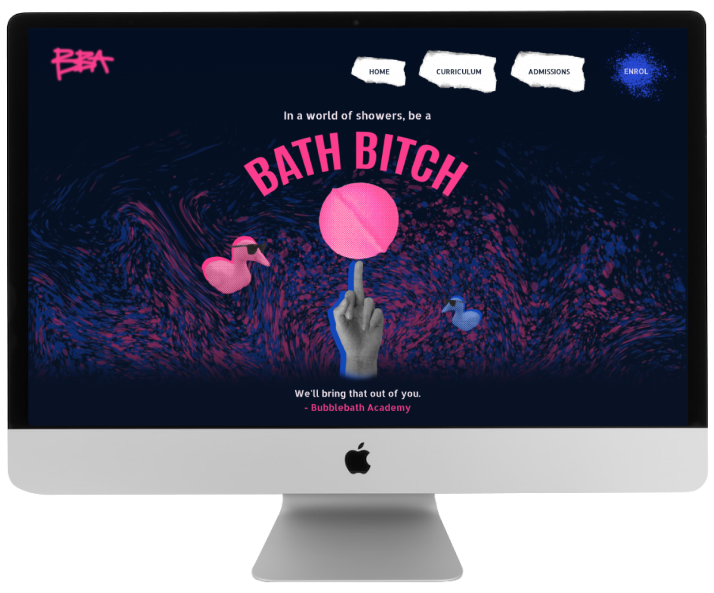 BBA
HOME
CURRICULUM
ADMISSIONS
ENROL
In a world of showers, be a
BATH BITCH
We'll bring that out of you.
- Bubblebath Academy